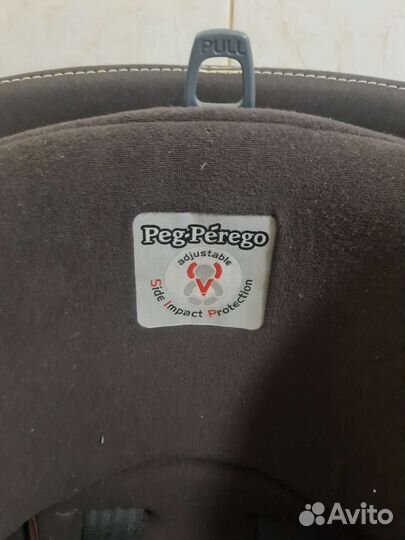 PULL
Peg-Pérego
adjustable
Side Impact Protection
Avito